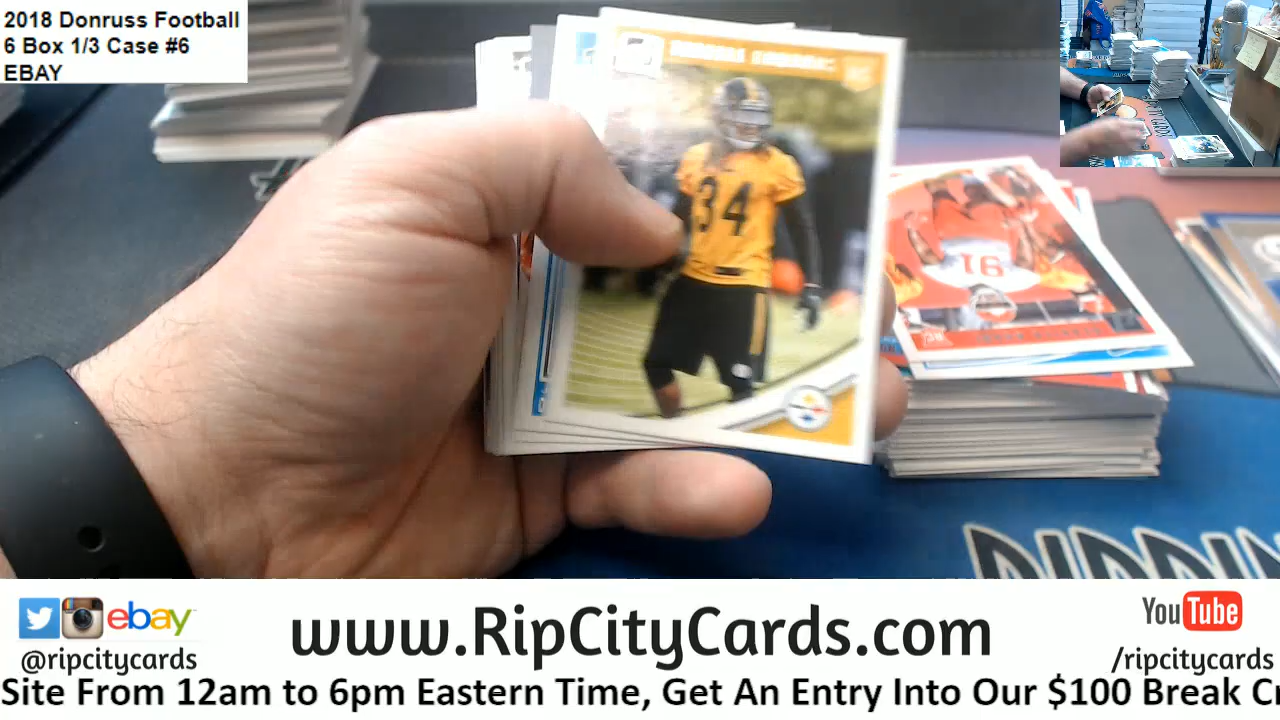 2018 Donruss Football
6 Box 1/3 Case #6
EBAY
34
16
ebay
@ripcitycards
www.RipCityCards.com
YouTube
/ripcitycards
Site From 12am to 6pm Eastern Time, Get An Entry Into Our $100 Break